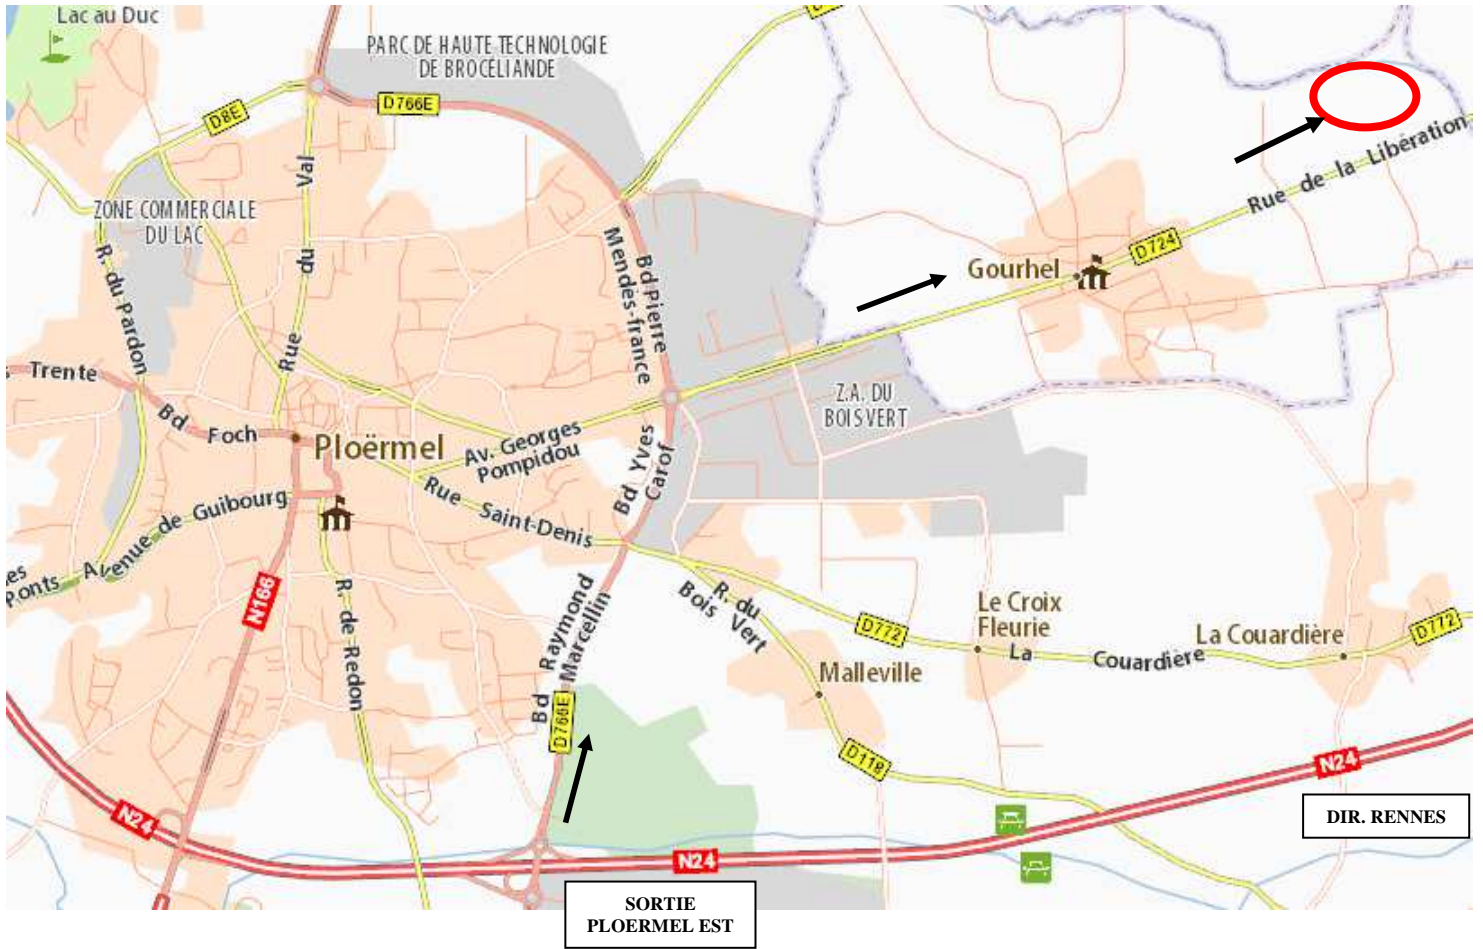 Lac au Duc
PARC DE HAUTE TECHNOLOGIE
DE BROCÉLIANDE
D766E
D8E
Rue du Val
ZONE COMMERCIALE
DU LAC
R. du Pardon
Bd Pierre
Mendes-france
Gourhel
D724
Rue de la Libération
Trente
Bd Foch
Ploërmel
Av. Georges
Pompidou
Z.A. DU
BOIS VERT
Bd Yves
Carof
Rue Saint-Denis
Avenue de Guibourg
Ponts
N166
R. de Redon
Bd Raymond
Marcellin
D766E
R. du
Bois Vert
D772
Le Croix
Fleurie
La Couardière
La Couardière
D772
Malleville
D118
N24
N24
N24
DIR. RENNES
SORTIE
PLOERMEL EST